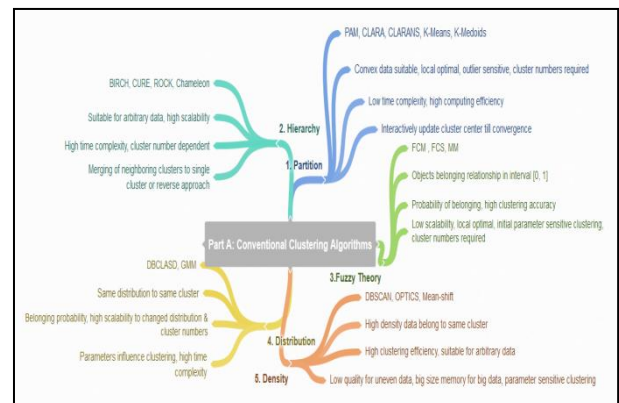 PAM, CLARA, CLARANS, K-Means, K-Medoids
Convex data suitable, local optimal, outlier sensitive, cluster numbers required
Low time complexity, high computing efficiency
Interactively update cluster center till convergence
1. Partition
BIRCH, CURE, ROCK, Chameleon
Suitable for arbitrary data, high scalability
High time complexity, cluster number dependent
Merging of neighboring clusters to single
cluster or reverse approach
2. Hierarchy
FCM , FCS, MM
Objects belonging relationship in interval [0, 1]
Probability of belonging, high clustering accuracy
Low scalability, local optimal, initial parameter sensitive clustering,
cluster numbers required
3.Fuzzy Theory
Part A: Conventional Clustering Algorithms
DBCLASD, GMM
Same distribution to same cluster
Belonging probability, high scalability to changed distribution &
cluster numbers
Parameters influence clustering, high time
complexity
4. Distribution
DBSCAN, OPTICS, Mean-shift
High density data belong to same cluster
High clustering efficiency, suitable for arbitrary data
Low quality for uneven data, big size memory for big data, parameter sensitive clustering
5. Density